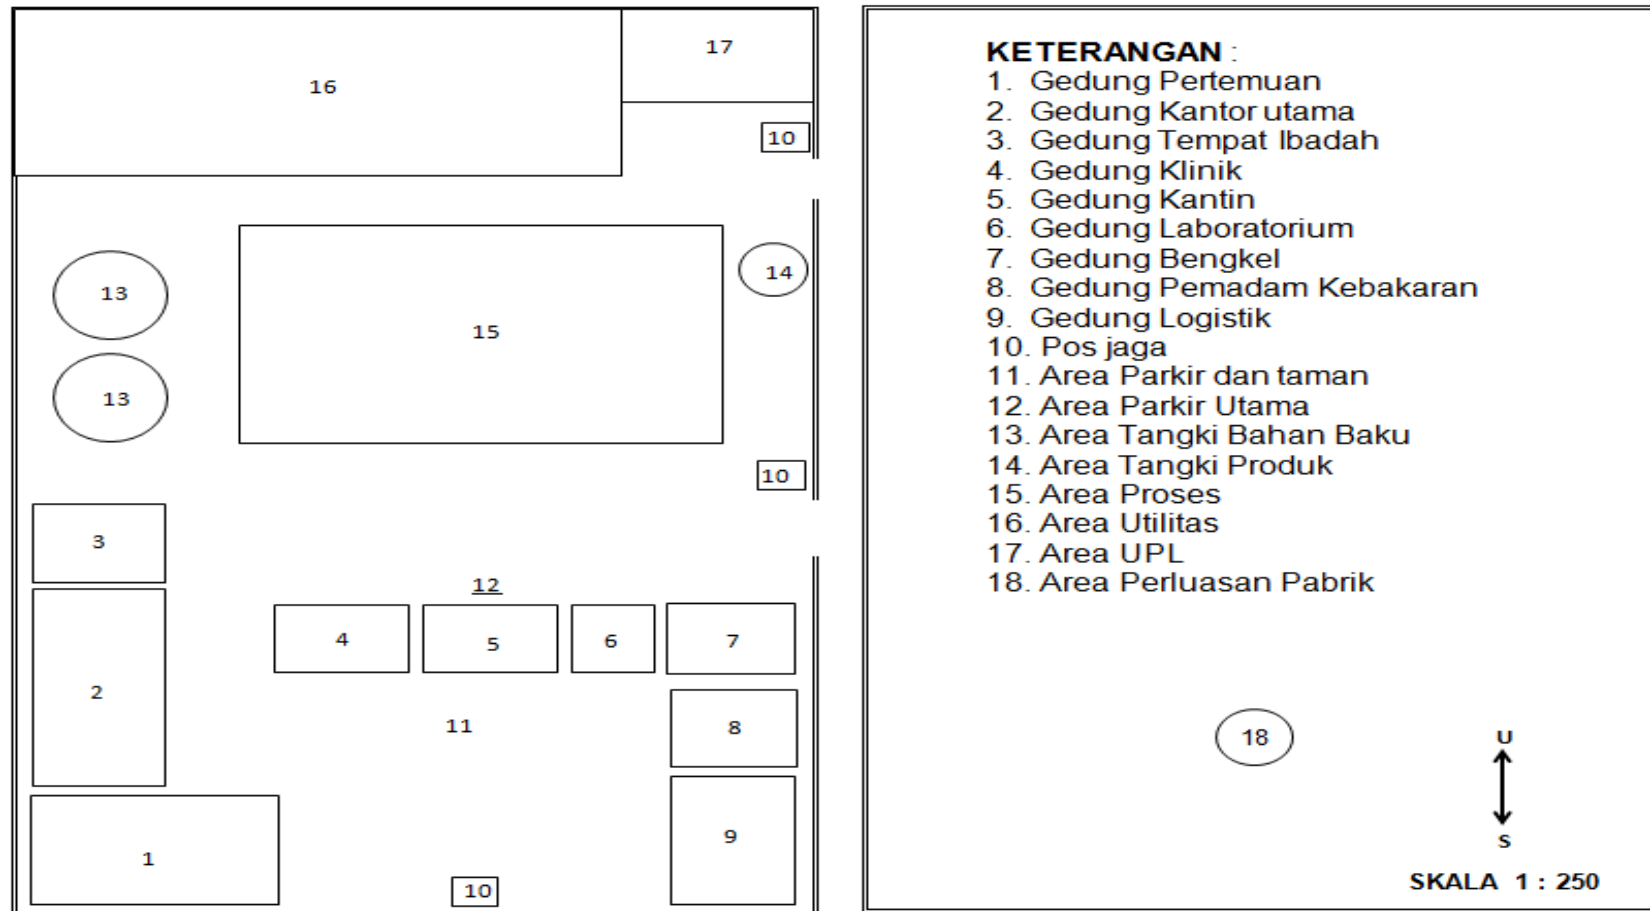 16
17
10
13
14
15
13
10
3
12
4
5
6
7
2
11
8
1
9
10
KETERANGAN :
1. Gedung Pertemuan
2. Gedung Kantor utama
3. Gedung Tempat Ibadah
4. Gedung Klinik
5. Gedung Kantin
6. Gedung Laboratorium
7. Gedung Bengkel
8. Gedung Pemadam Kebakaran
9. Gedung Logistik
10. Pos jaga
11. Area Parkir dan taman
12. Area Parkir Utama
13. Area Tangki Bahan Baku
14. Area Tangki Produk
15. Area Proses
16. Area Utilitas
17. Area UPL
18. Area Perluasan Pabrik
18
U
S
SKALA 1 : 250